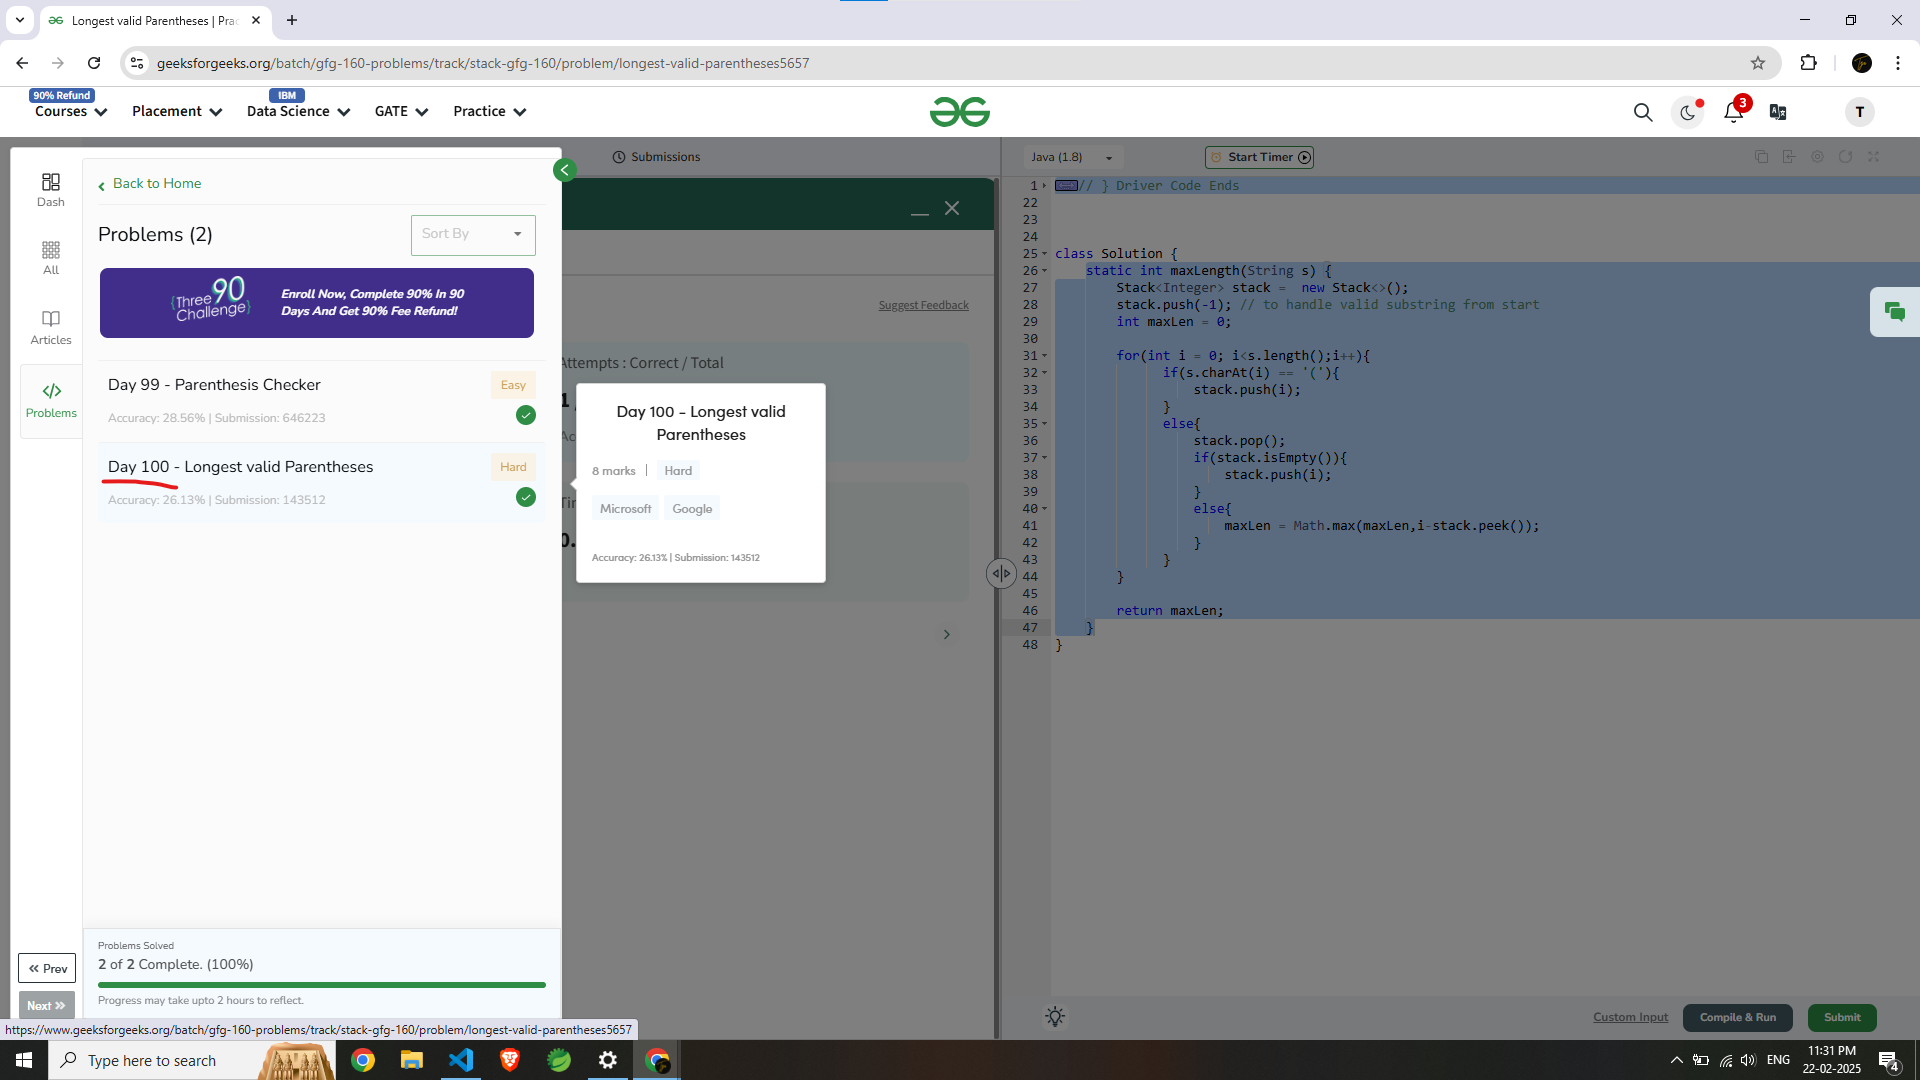 Longest valid Parentheses | Prac
geeksforgeeks.org/batch/gfg-160-problems/track/stack-gfg-160/problem/longest-valid-parentheses5657
90% Refund
IBM
Courses
Placement
Data Science
GATE
Practice
3
T
Dash
All
Articles
Problems
Prev
Next
Back to Home
Problems (2)
Sort By
{Three 90 Challenge}
Enroll Now, Complete 90% In 90
Days And Get 90% Fee Refund!
Day 99 - Parenthesis Checker
Easy
Accuracy: 28.56% | Submission: 646223
Day 100 - Longest valid Parentheses
Hard
Accuracy: 26.13% | Submission: 143512
Problems Solved
2 of 2 Complete. (100%)
Progress may take upto 2 hours to reflect.
Submissions
Suggest Feedback
Attempts : Correct / Total
1
Ac
Day 100 - Longest valid
Parentheses
8 marks | Hard
Microsoft Google
Accuracy: 26.13% | Submission: 143512
0.
Java (1.8)
Start Timer
1 // } Driver Code Ends
22
23
24
25 class Solution {
26 static int maxLength(String s) {
27 Stack<Integer> stack =  new Stack<>();
28 stack.push(-1); // to handle valid substring from start
29 int maxLen = 0;
30
31 for(int i = 0; i<s.length();i++){
32 if(s.charAt(i) == '('){
33 stack.push(i);
34 }
35 else{
36 stack.pop();
37 if(stack.isEmpty()){
38 stack.push(i);
39 }
40 else{
41 maxLen = Math.max(maxLen,i-stack.peek());
42 }
43 }
44 }
45
46 return maxLen;
47 }
48 }
Custom Input
Compile & Run
Submit
https://www.geeksforgeeks.org/batch/gfg-160-problems/track/stack-gfg-160/problem/longest-valid-parentheses5657
Type here to search
ENG
11:31 PM
22-02-2025
4